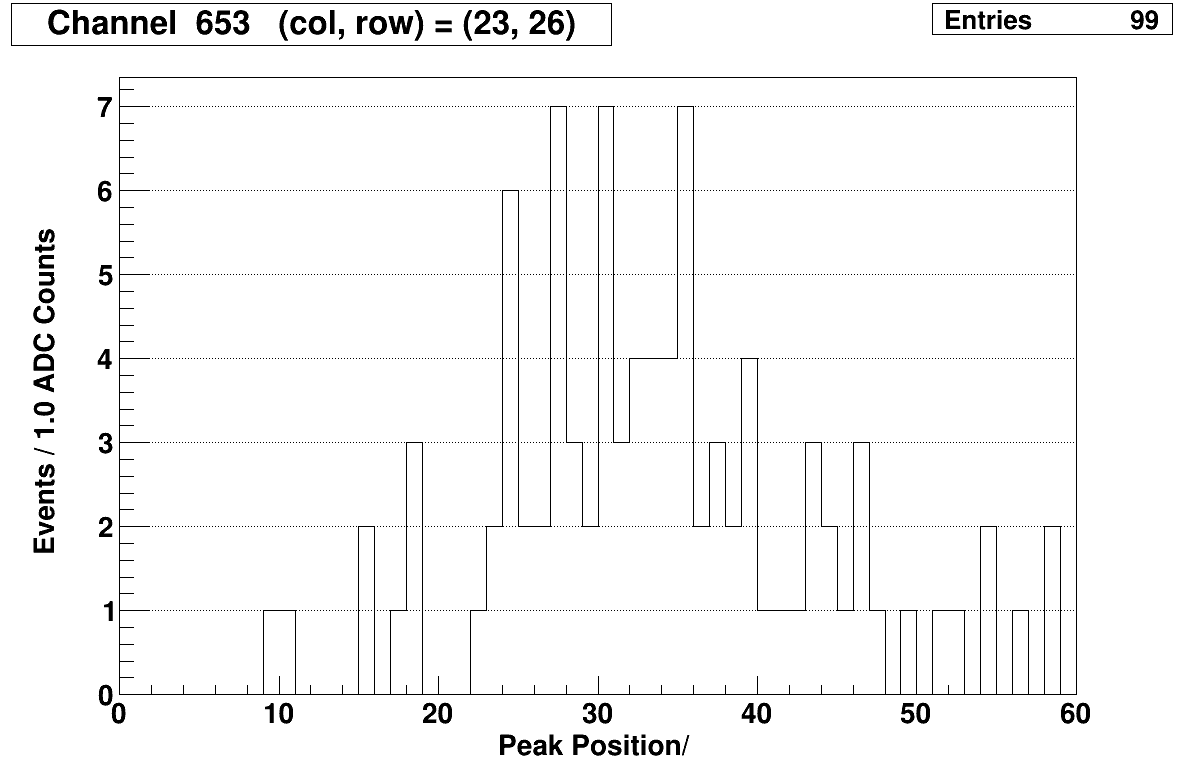 Channel 653 (col, row) = (23, 26)
Entries 99
Events / 1.0 ADC Counts
7
6
5
4
3
2
1
0
0 10 20 30 40 50 60
Peak Position/